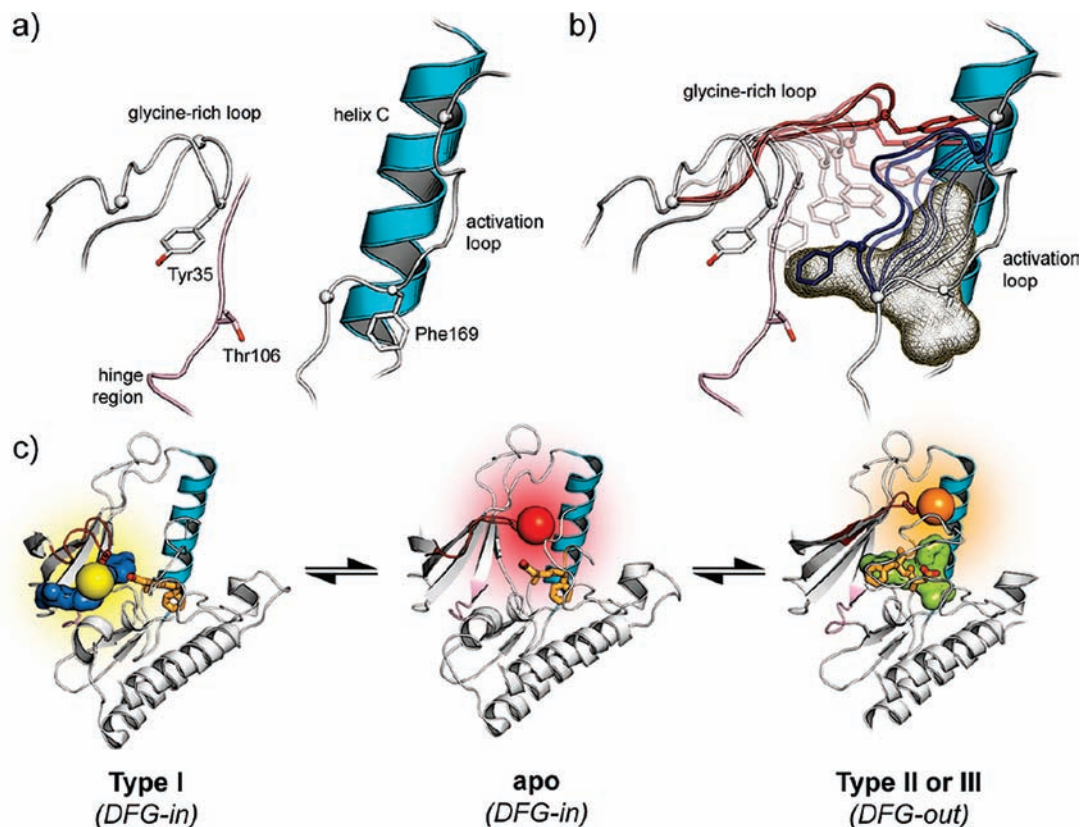 a)
glycine-rich loop
helix C
activation
loop
Tyr35
Thr106
Phe169
hinge
region
b)
glycine-rich loop
activation
loop
c)
Type I
(DFG-in)
apo
(DFG-in)
Type II or III
(DFG-out)